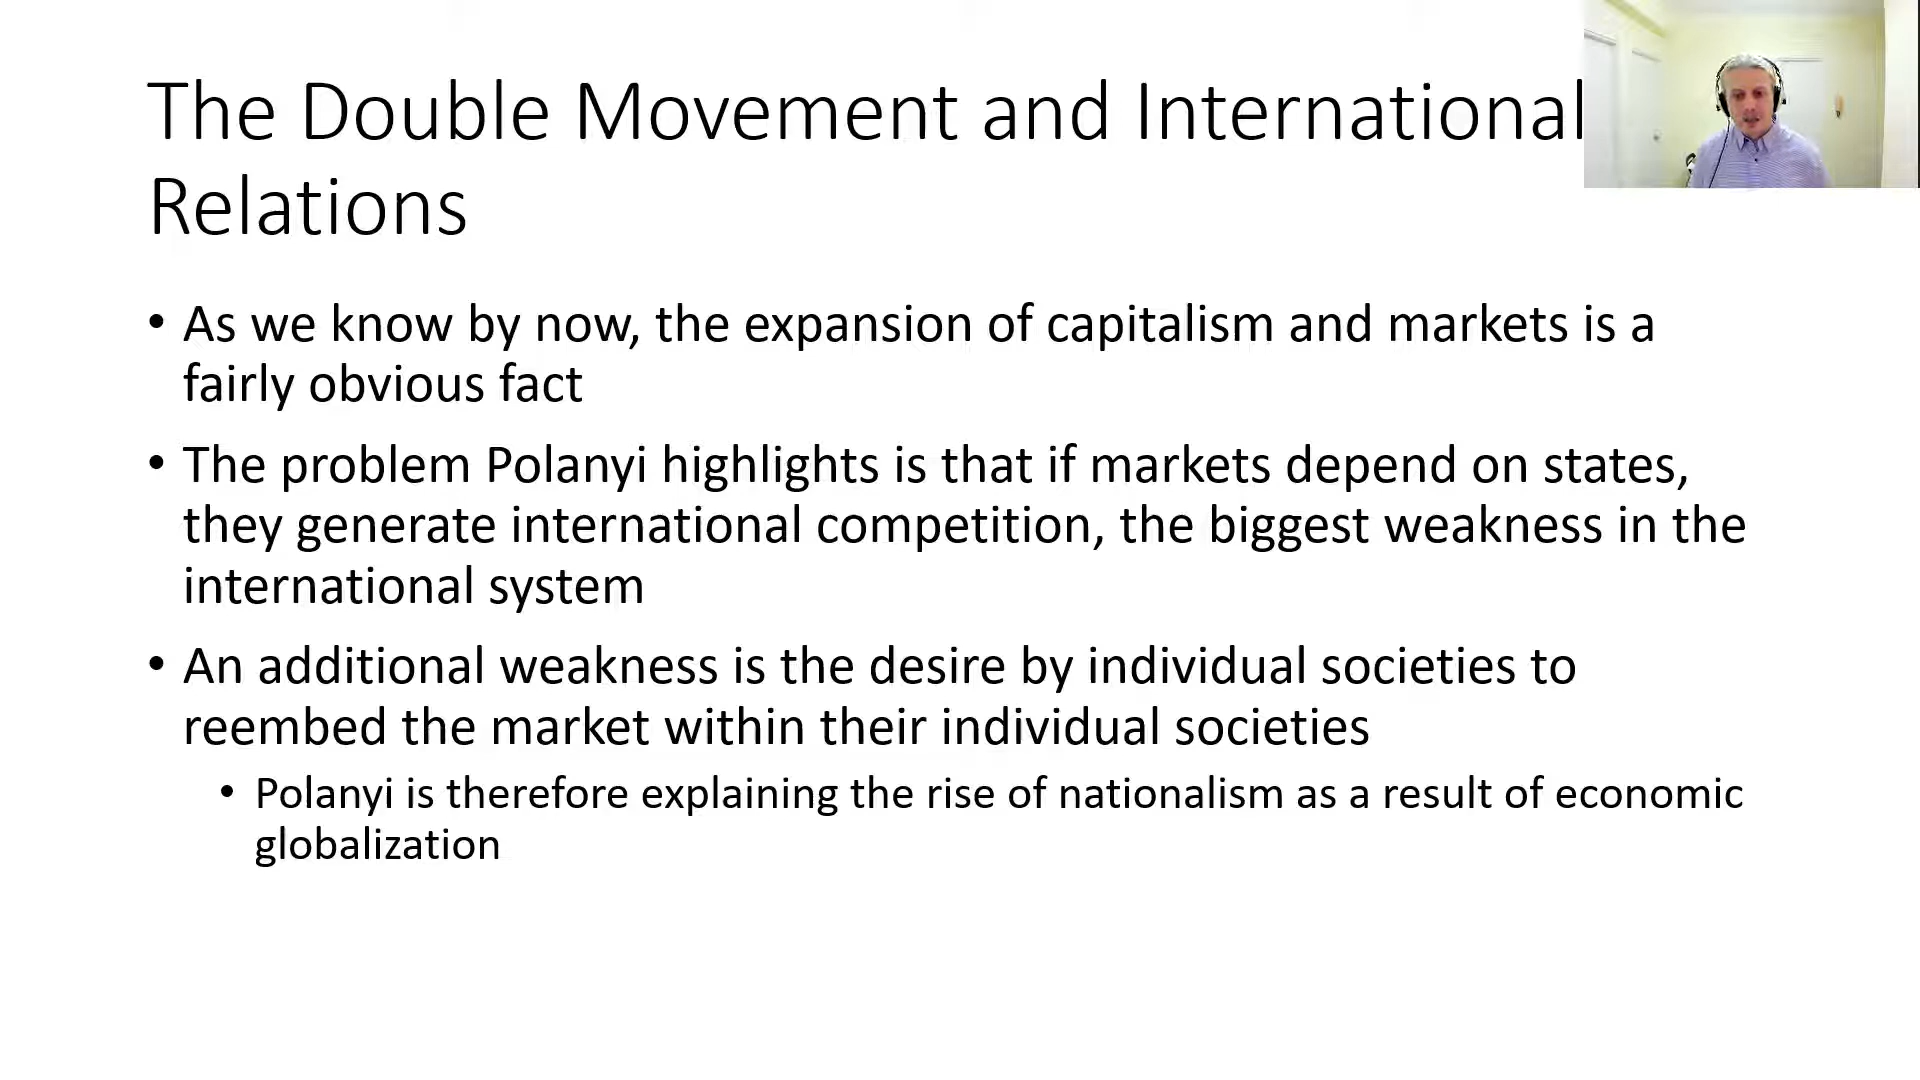 The Double Movement and International
Relations
• As we know by now, the expansion of capitalism and markets is a
fairly obvious fact
• The problem Polanyi highlights is that if markets depend on states,
they generate international competition, the biggest weakness in the
international system
• An additional weakness is the desire by individual societies to
reembed the market within their individual societies
• Polanyi is therefore explaining the rise of nationalism as a result of economic
globalization